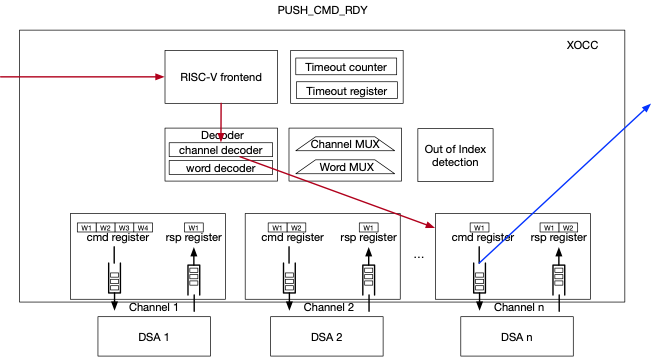 PUSH_CMD_RDY
XOCC
RISC-V frontend
Timeout counter
Timeout register
Decoder
channel decoder
word decoder
Channel MUX
Word MUX
Out of Index
detection
W1 W2 W3 W4
cmd register
W1
rsp register
Channel 1
W1 W2
cmd register
W1
rsp register
Channel 2
...
W1
cmd register
W1 W2
rsp register
Channel n
DSA 1
DSA 2
DSA n